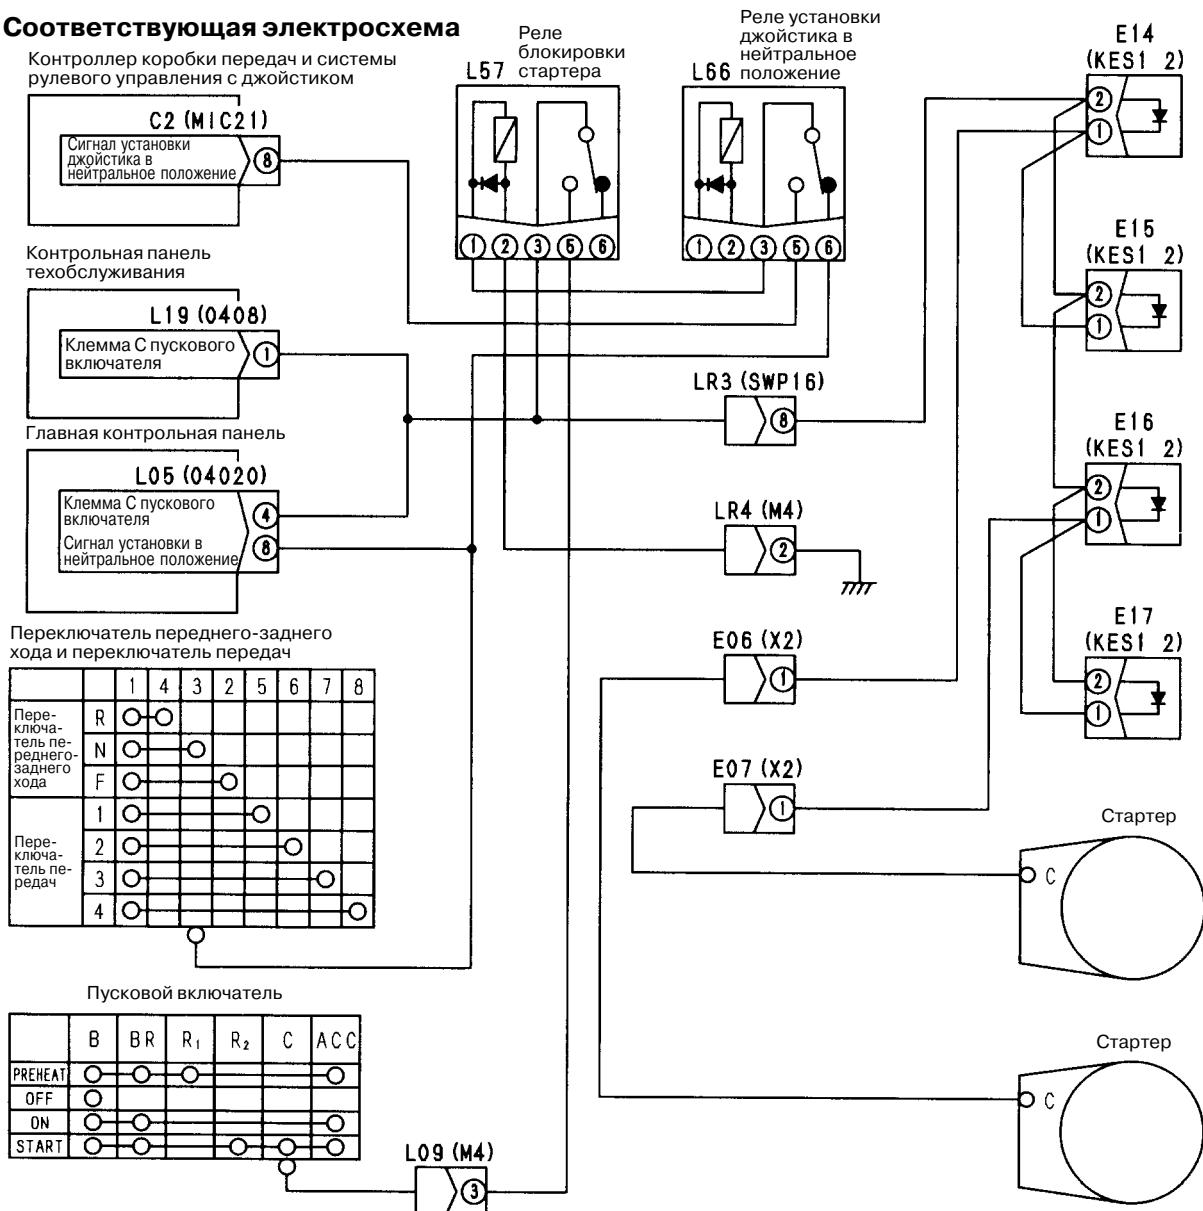 Соответствующая электросхема
Контроллер коробки передач и системы
рулевого управления с джойстиком
C2 (MIC21)
Сигнал установки
джойстика в
нейтральное положение
8
Контрольная панель
техобслуживания
L19 (0408)
Клемма С пускового
включателя
1
Главная контрольная панель
L05 (04020)
Клемма С пускового
включателя
4
Сигнал установки в
нейтральное положение
8
Реле
блокировки
стартера
L57
1 2 3 5 6
Реле установки
джойстика в
нейтральное
положение
L66
1 2 3 5 6
LR3 (SWP16)
8
LR4 (M4)
2
E06 (X2)
1
E07 (X2)
1
E14
(KES1 2)
2
1
E15
(KES1 2)
2
1
E16
(KES1 2)
2
1
E17
(KES1 2)
2
1
Переключатель переднего-заднего
хода и переключатель передач
1 4 3 2 5 6 7 8
Пере-
ключа-
тель пе-
реднего-
заднего
хода
R
N
F
Пере-
ключа-
тель пе-
редач
1
2
3
4
Пусковой включатель
B BR R₁ R₂ C ACC
PREHEAT
OFF
ON
START
L09 (M4)
3
Стартер
C
Стартер
C